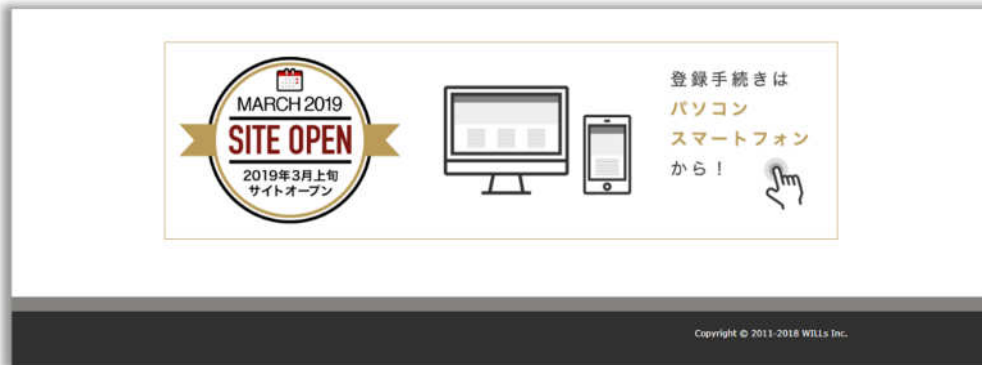 MARCH 2019
SITE OPEN
2019年3月上旬
サイトオープン
登録手続きは
パソコン
スマートフォン
から！
Copyright © 2011-2018 WILLs Inc.